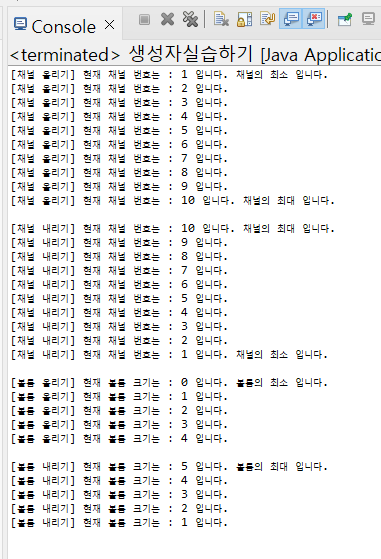 Console
<terminated> 생성자실습하기 [Java Applicatio
[채널 올리기] 현재 채널 번호는 : 1 입니다. 채널의 최소 입니다.
[채널 올리기] 현재 채널 번호는 : 2 입니다.
[채널 올리기] 현재 채널 번호는 : 3 입니다.
[채널 올리기] 현재 채널 번호는 : 4 입니다.
[채널 올리기] 현재 채널 번호는 : 5 입니다.
[채널 올리기] 현재 채널 번호는 : 6 입니다.
[채널 올리기] 현재 채널 번호는 : 7 입니다.
[채널 올리기] 현재 채널 번호는 : 8 입니다.
[채널 올리기] 현재 채널 번호는 : 9 입니다.
[채널 올리기] 현재 채널 번호는 : 10 입니다. 채널의 최대 입니다.
[채널 내리기] 현재 채널 번호는 : 10 입니다. 채널의 최대 입니다.
[채널 내리기] 현재 채널 번호는 : 9 입니다.
[채널 내리기] 현재 채널 번호는 : 8 입니다.
[채널 내리기] 현재 채널 번호는 : 7 입니다.
[채널 내리기] 현재 채널 번호는 : 6 입니다.
[채널 내리기] 현재 채널 번호는 : 5 입니다.
[채널 내리기] 현재 채널 번호는 : 4 입니다.
[채널 내리기] 현재 채널 번호는 : 3 입니다.
[채널 내리기] 현재 채널 번호는 : 2 입니다.
[채널 내리기] 현재 채널 번호는 : 1 입니다. 채널의 최소 입니다.
[볼륨 올리기] 현재 볼륨 크기는 : 0 입니다. 볼륨의 최소 입니다.
[볼륨 올리기] 현재 볼륨 크기는 : 1 입니다.
[볼륨 올리기] 현재 볼륨 크기는 : 2 입니다.
[볼륨 올리기] 현재 볼륨 크기는 : 3 입니다.
[볼륨 올리기] 현재 볼륨 크기는 : 4 입니다.
[볼륨 내리기] 현재 볼륨 크기는 : 5 입니다. 볼륨의 최대 입니다.
[볼륨 내리기] 현재 볼륨 크기는 : 4 입니다.
[볼륨 내리기] 현재 볼륨 크기는 : 3 입니다.
[볼륨 내리기] 현재 볼륨 크기는 : 2 입니다.
[볼륨 내리기] 현재 볼륨 크기는 : 1 입니다.